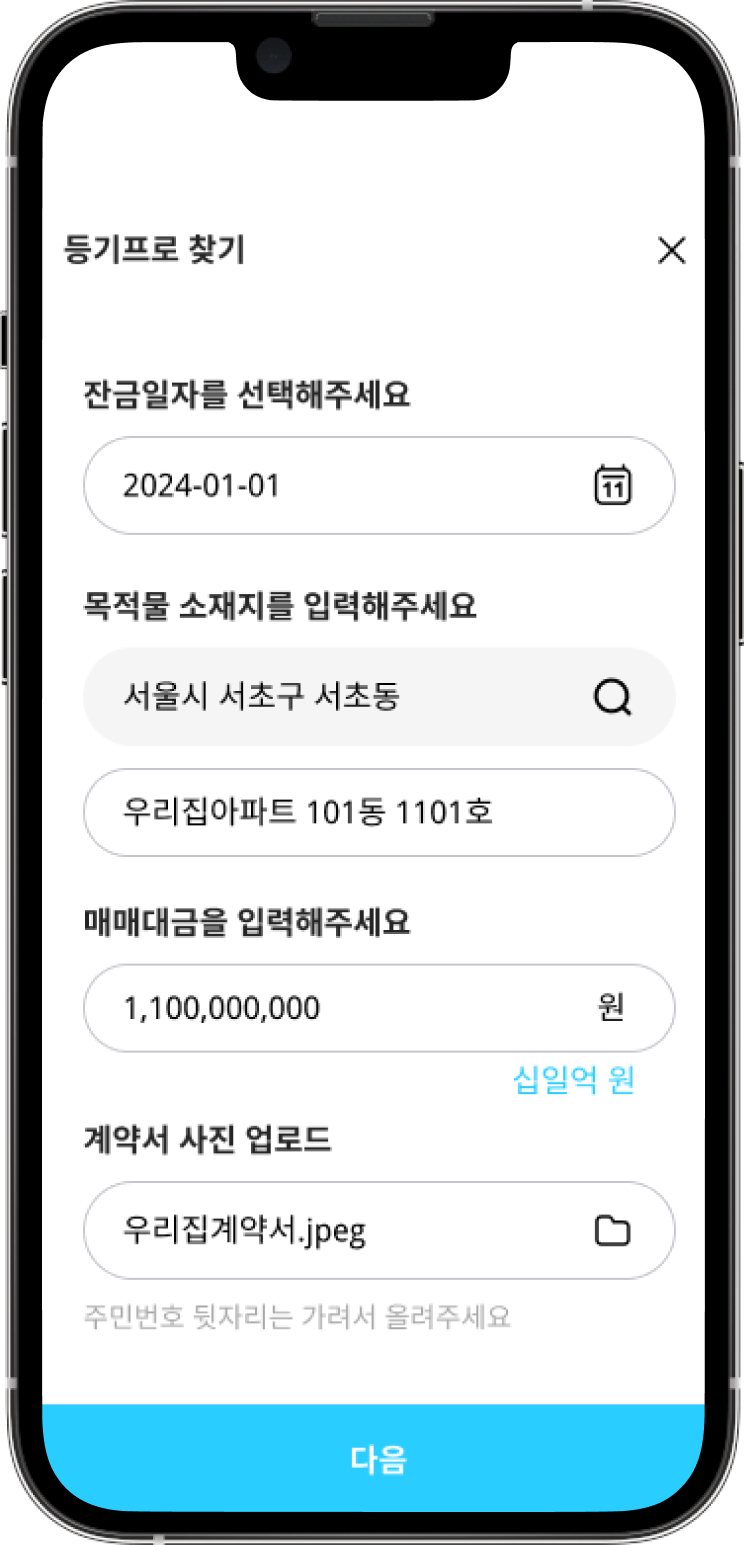 등기프로 찾기
잔금일자를 선택해주세요
2024-01-01
11
목적물 소재지를 입력해주세요
서울시 서초구 서초동
우리집아파트 101동 1101호
매매대금을 입력해주세요
1,100,000,000 원
십일억 원
계약서 사진 업로드
우리집계약서.jpeg
주민번호 뒷자리는 가려서 올려주세요
다음